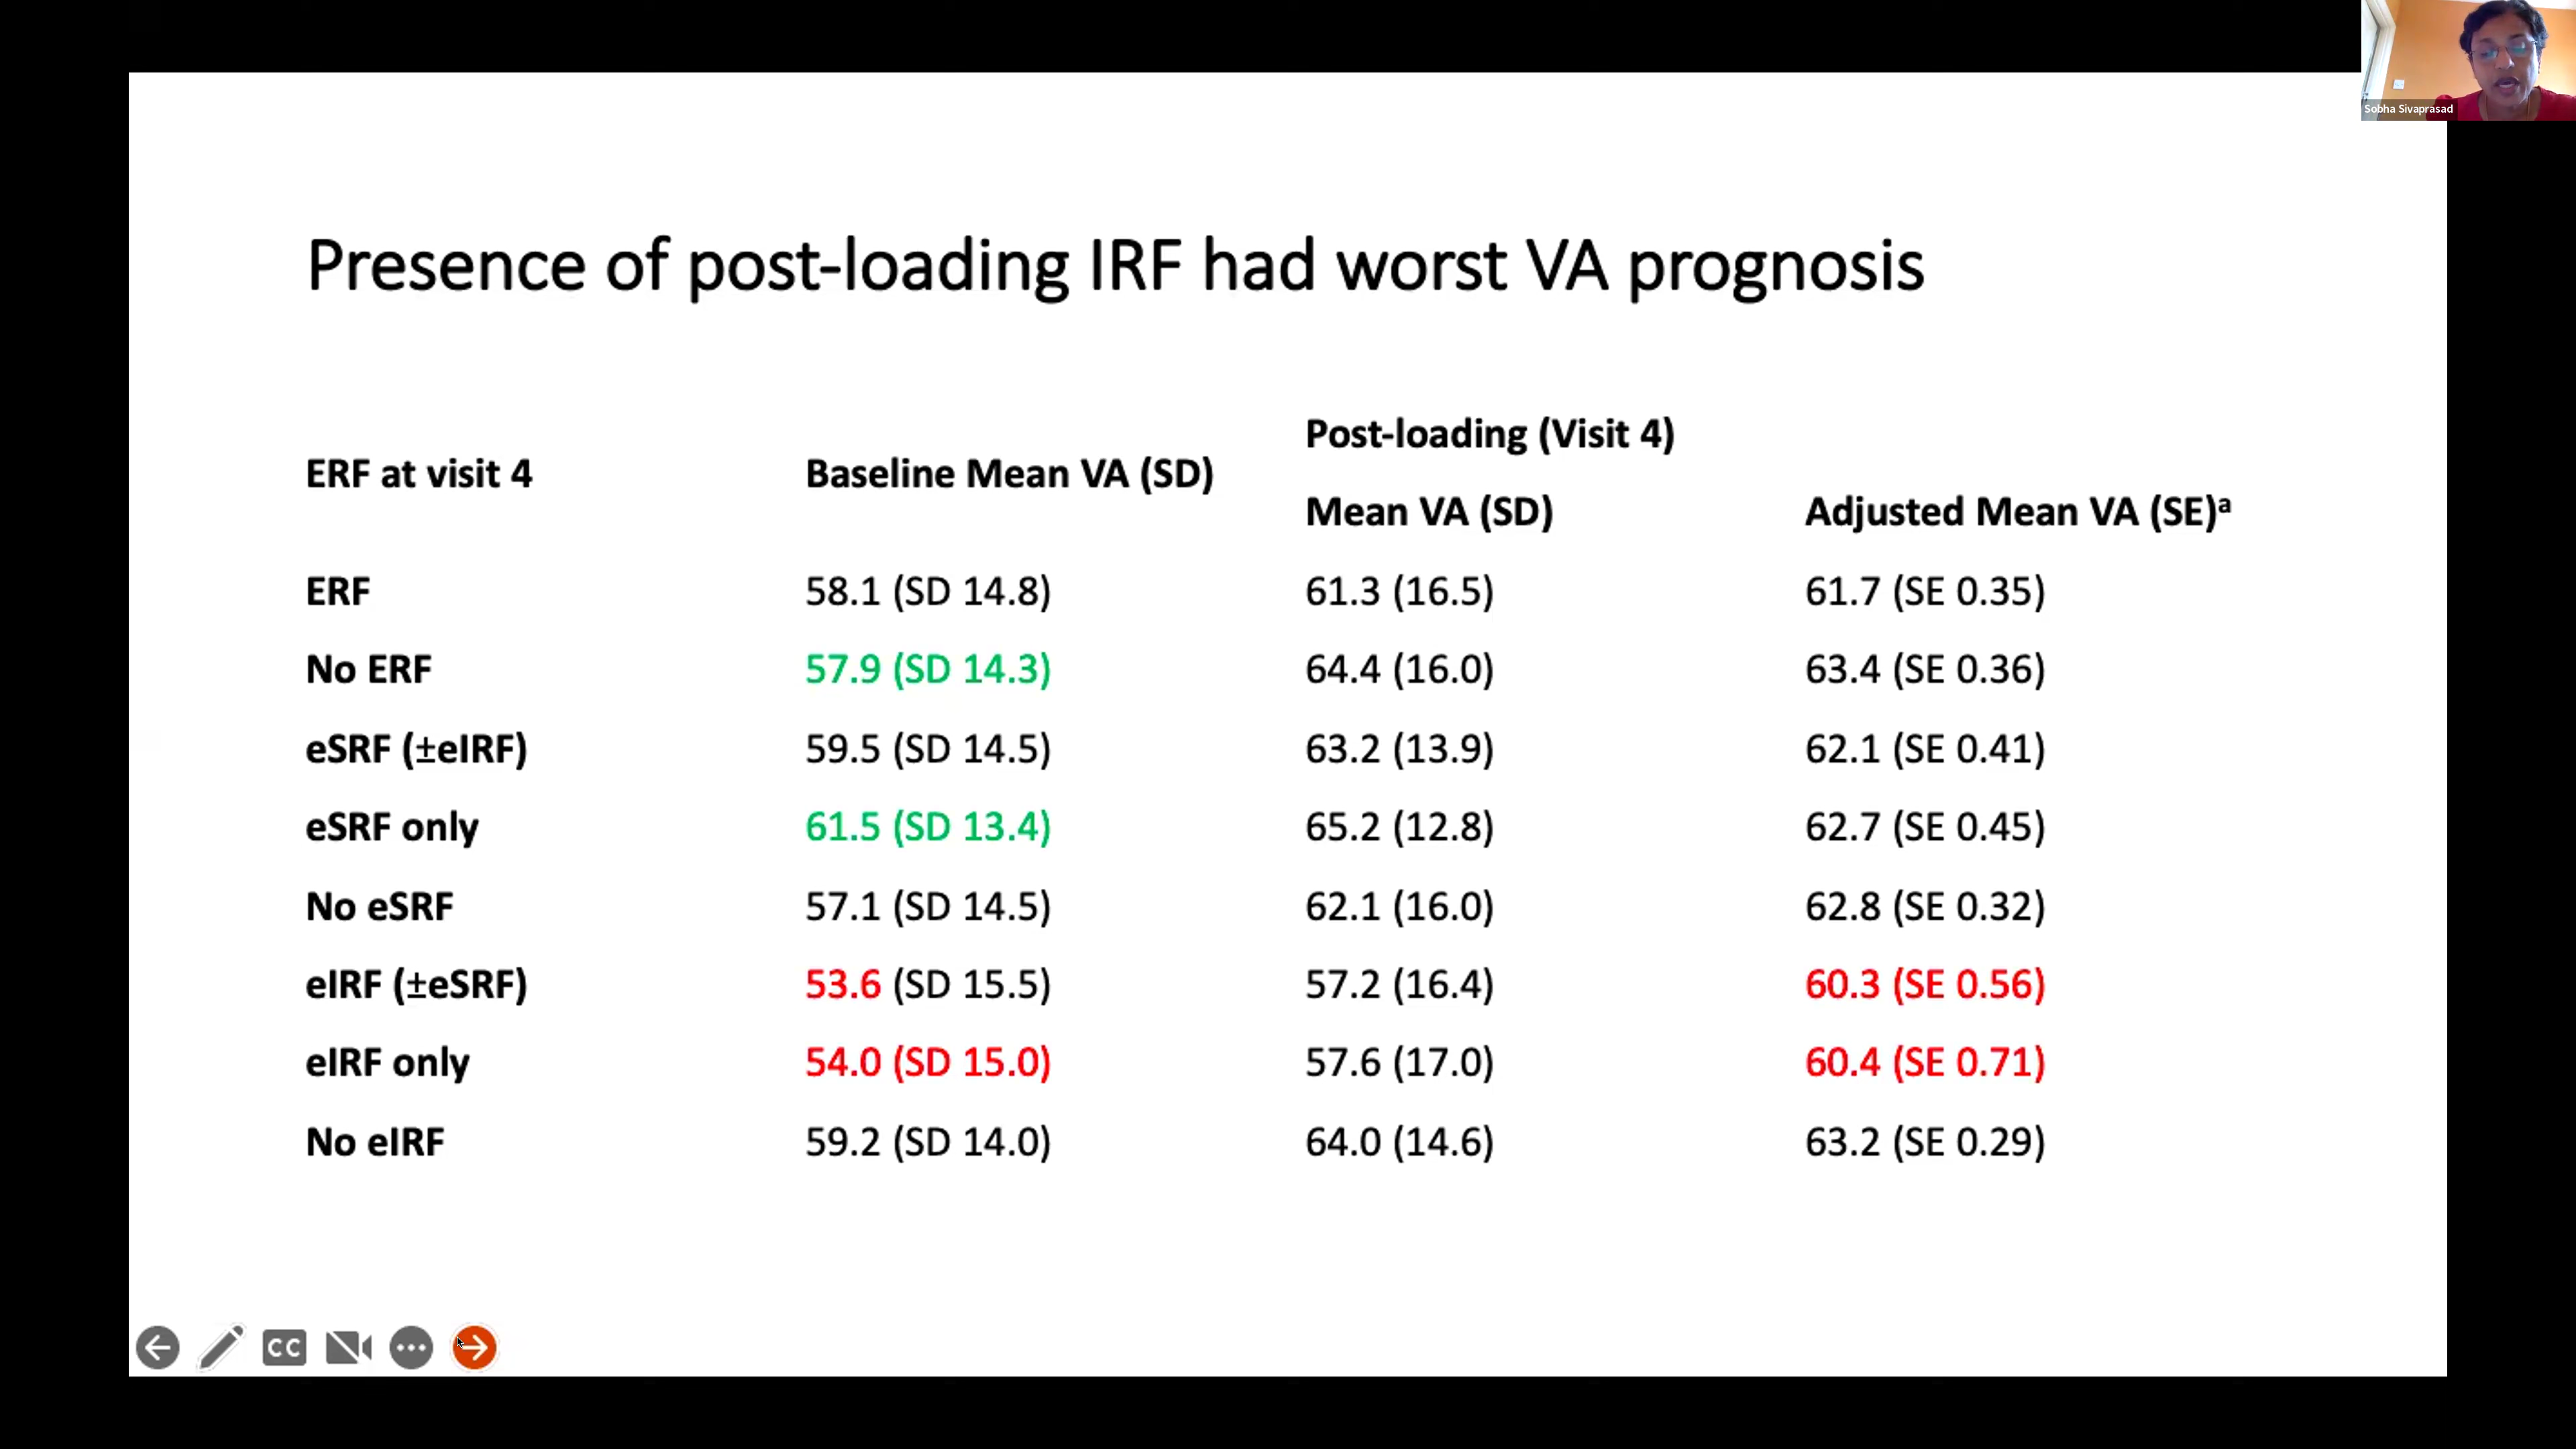 Sobha Sivaprasad
Presence of post-loading IRF had worst VA prognosis
ERF at visit 4 Baseline Mean VA (SD) Post-loading (Visit 4)
Mean VA (SD) Adjusted Mean VA (SE)ᵃ
ERF 58.1 (SD 14.8) 61.3 (16.5) 61.7 (SE 0.35)
No ERF 57.9 (SD 14.3) 64.4 (16.0) 63.4 (SE 0.36)
eSRF (±eIRF) 59.5 (SD 14.5) 63.2 (13.9) 62.1 (SE 0.41)
eSRF only 61.5 (SD 13.4) 65.2 (12.8) 62.7 (SE 0.45)
No eSRF 57.1 (SD 14.5) 62.1 (16.0) 62.8 (SE 0.32)
eIRF (±eSRF) 53.6 (SD 15.5) 57.2 (16.4) 60.3 (SE 0.56)
eIRF only 54.0 (SD 15.0) 57.6 (17.0) 60.4 (SE 0.71)
No eIRF 59.2 (SD 14.0) 64.0 (14.6) 63.2 (SE 0.29)
CC